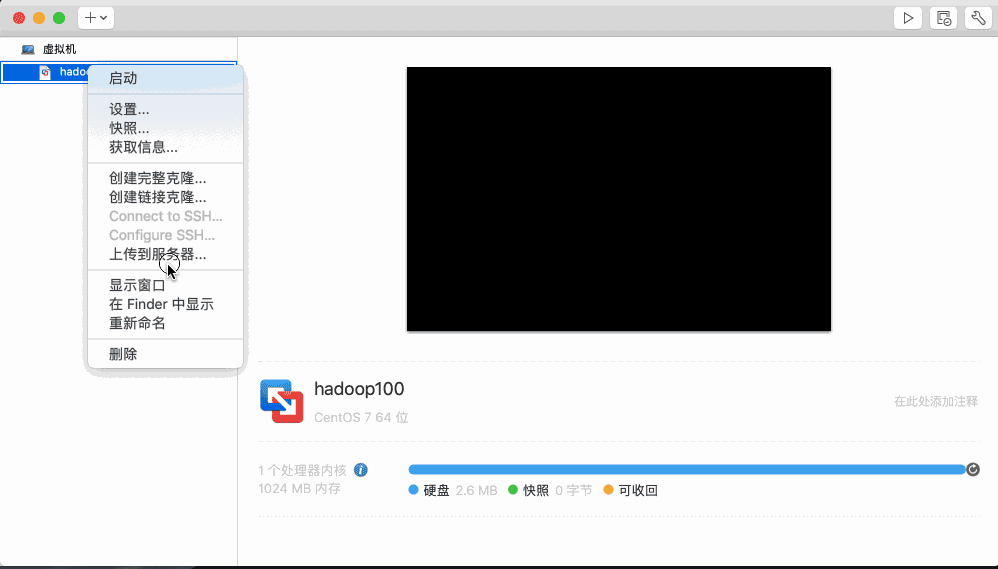 虚拟机
hadoo
启动
设置...
快照...
获取信息...
创建完整克隆...
创建链接克隆...
Connect to SSH...
Configure SSH...
上传到服务器...
显示窗口
在 Finder 中显示
重新命名
删除
hadoop100
CentOS 7 64 位
在此处添加注释
1 个处理器内核
1024 MB 内存
硬盘 2.6 MB 快照 0 字节 可收回